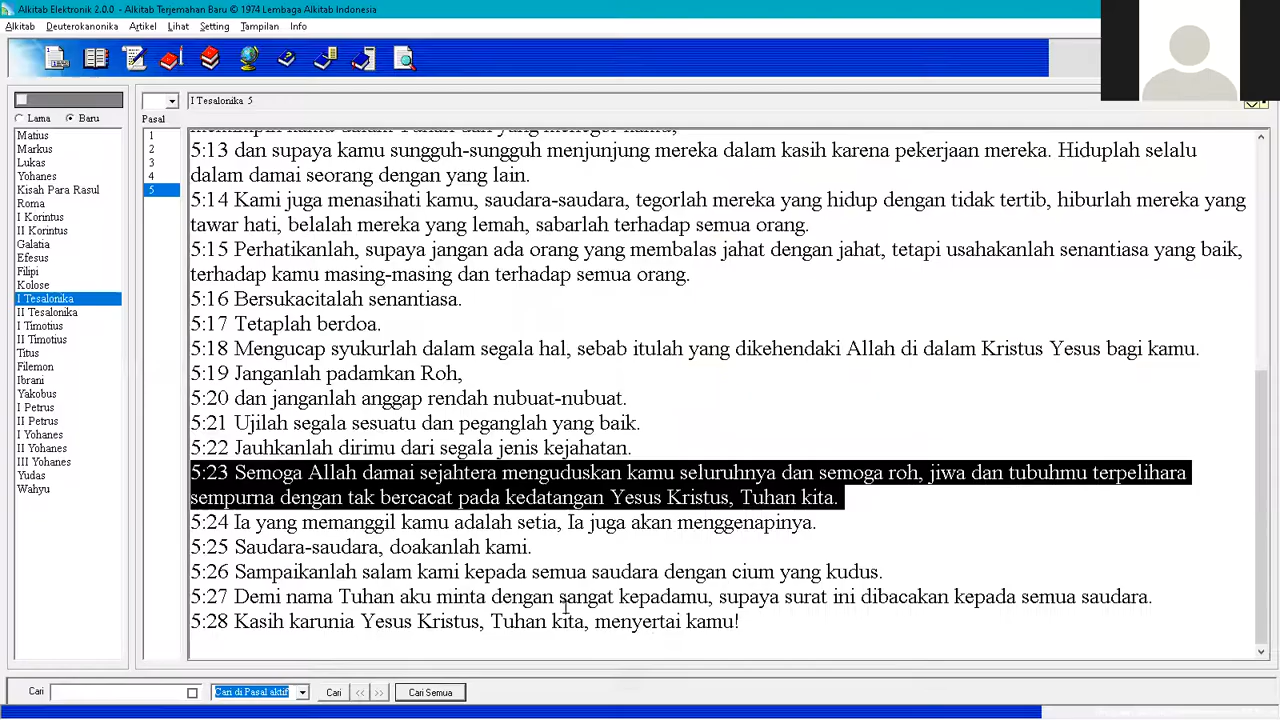 Alkitab Elektronik 2.0.0 - Alkitab Terjemahan Baru © 1974 Lembaga Alkitab Indonesia
Alkitab Deuterokanonika Artikel Lihat Setting Tampilan Info
I Tesalonika 5
Lama Baru Pasal
Matius
Markus
Lukas
Yohanes
Kisah Para Rasul
Roma
I Korintus
II Korintus
Galatia
Efesus
Filipi
Kolose
I Tesalonika
II Tesalonika
I Timotius
II Timotius
Titus
Filemon
Ibrani
Yakobus
I Petrus
II Petrus
I Yohanes
II Yohanes
III Yohanes
Yudas
Wahyu
1
2
3
4
5
memimpin kamu dalam Tuhan dan yang menegor kamu;
5:13 dan supaya kamu sungguh-sungguh menjunjung mereka dalam kasih karena pekerjaan mereka. Hiduplah selalu
dalam damai seorang dengan yang lain.
5:14 Kami juga menasihati kamu, saudara-saudara, tegorlah mereka yang hidup dengan tidak tertib, hiburlah mereka yang
tawar hati, belalah mereka yang lemah, sabarlah terhadap semua orang.
5:15 Perhatikanlah, supaya jangan ada orang yang membalas jahat dengan jahat, tetapi usahakanlah senantiasa yang baik,
terhadap kamu masing-masing dan terhadap semua orang.
5:16 Bersukacitalah senantiasa.
5:17 Tetaplah berdoa.
5:18 Mengucap syukurlah dalam segala hal, sebab itulah yang dikehendaki Allah di dalam Kristus Yesus bagi kamu.
5:19 Janganlah padamkan Roh,
5:20 dan janganlah anggap rendah nubuat-nubuat.
5:21 Ujilah segala sesuatu dan peganglah yang baik.
5:22 Jauhkanlah dirimu dari segala jenis kejahatan.
5:23 Semoga Allah damai sejahtera menguduskan kamu seluruhnya dan semoga roh, jiwa dan tubuhmu terpelihara
sempurna dengan tak bercacat pada kedatangan Yesus Kristus, Tuhan kita.
5:24 Ia yang memanggil kamu adalah setia, Ia juga akan menggenapinya.
5:25 Saudara-saudara, doakanlah kami.
5:26 Sampaikanlah salam kami kepada semua saudara dengan cium yang kudus.
5:27 Demi nama Tuhan aku minta dengan sangat kepadamu, supaya surat ini dibacakan kepada semua saudara.
5:28 Kasih karunia Yesus Kristus, Tuhan kita, menyertai kamu!
Cari Cari di Pasal aktif Cari << >> Cari Semua